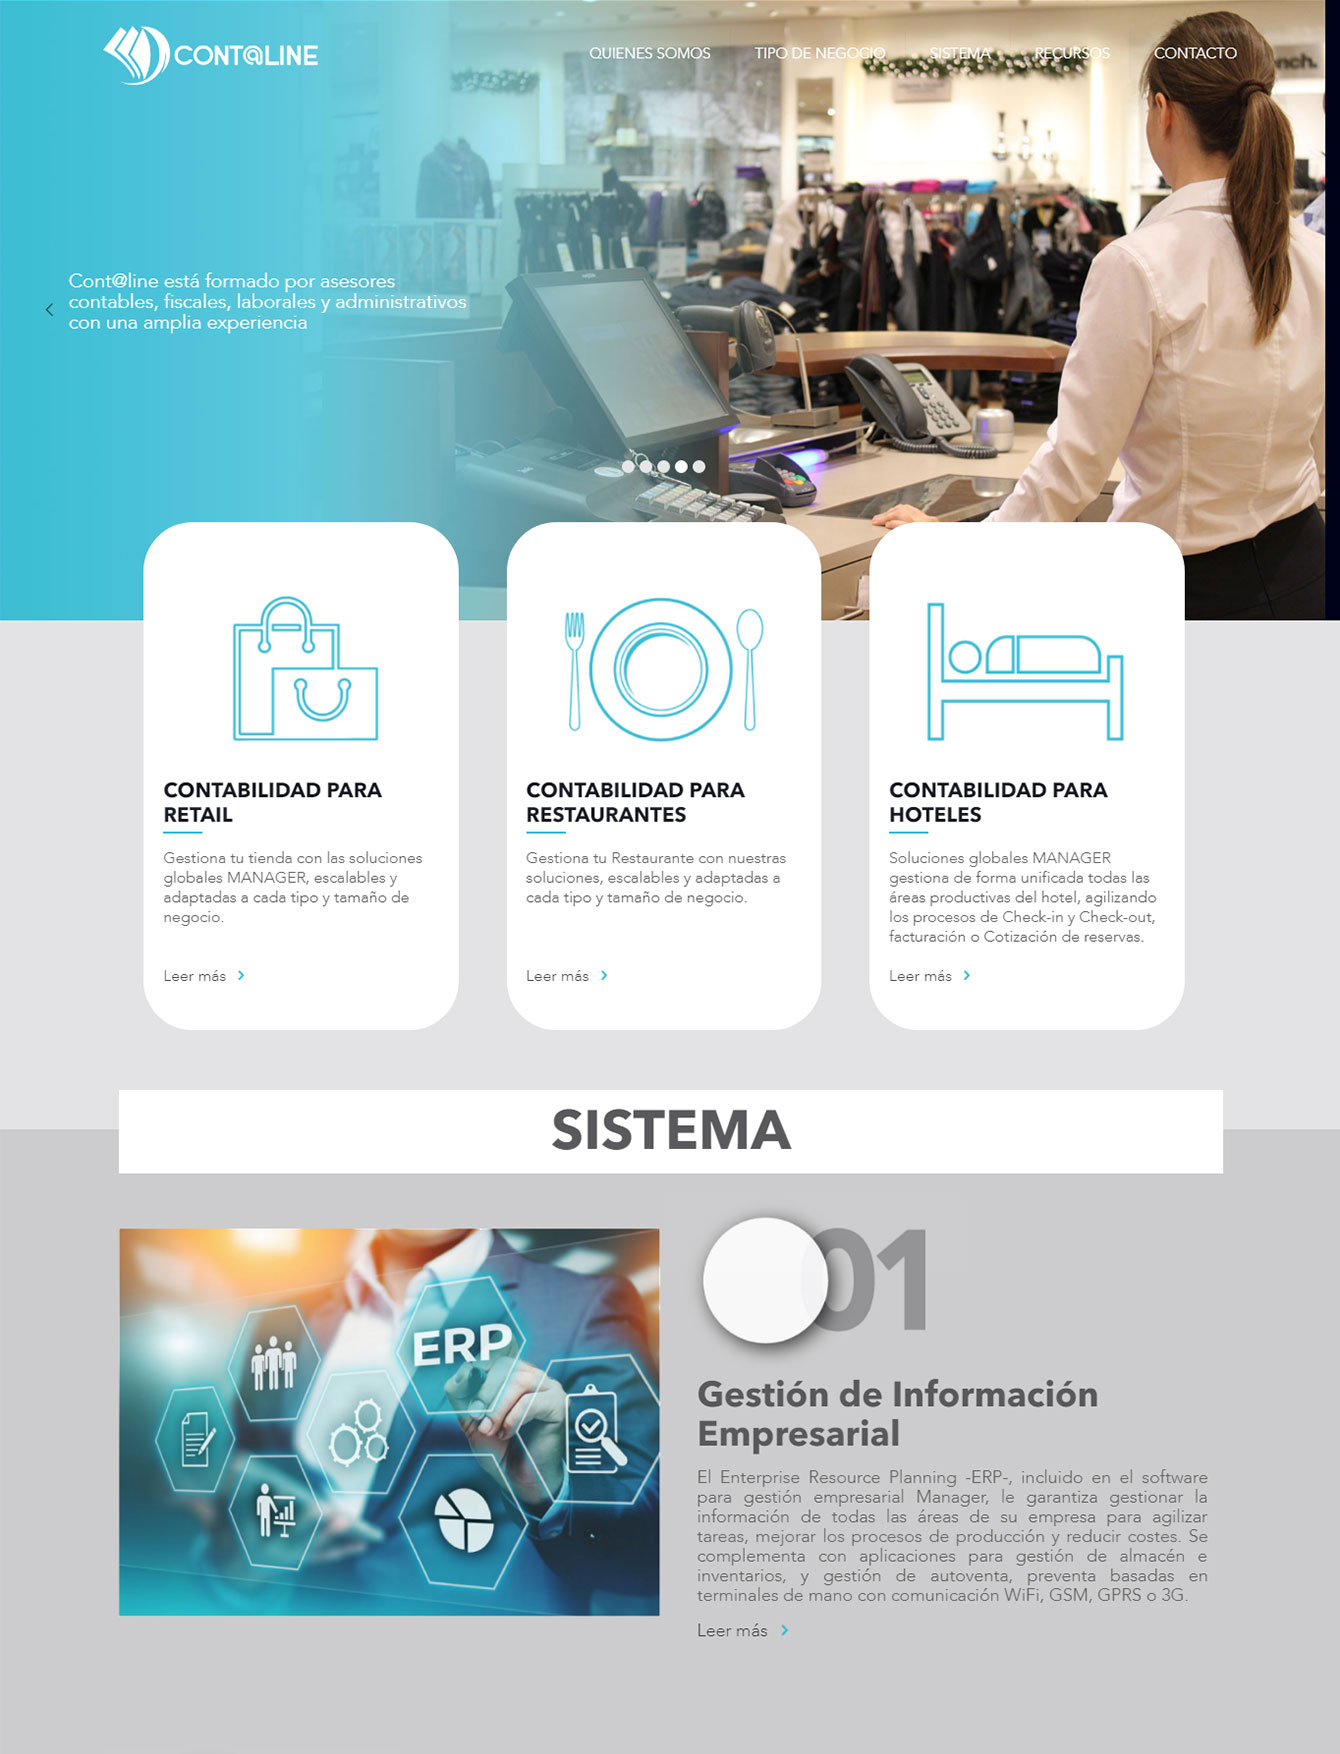 CONT@LINE
QUIENES SOMOS
TIPO DE NEGOCIO
SISTEMA
RECURSOS
CONTACTO
nch.
Cont@line está formado por asesores
contables, fiscales, laborales y administrativos
con una amplia experiencia
CONTABILIDAD PARA
RETAIL
Gestiona tu tienda con las soluciones
globales MANAGER, escalables y
adaptadas a cada tipo y tamaño de
negocio.
Leer más
CONTABILIDAD PARA
RESTAURANTES
Gestiona tu Restaurante con nuestras
soluciones, escalables y adaptadas a
cada tipo y tamaño de negocio.
Leer más
CONTABILIDAD PARA
HOTELES
Soluciones globales MANAGER
gestiona de forma unificada todas las
áreas productivas del hotel, agilizando
los procesos de Check-in y Check-out,
facturación o Cotización de reservas.
Leer más
SISTEMA
ERP
01
Gestión de Información
Empresarial
El Enterprise Resource Planning -ERP-, incluido en el software
para gestión empresarial Manager, le garantiza gestionar la
información de todas las áreas de su empresa para agilizar
tareas, mejorar los procesos de producción y reducir costes. Se
complementa con aplicaciones para gestión de almacén e
inventarios, y gestión de autoventa, preventa basadas en
terminales de mano con comunicación WiFi, GSM, GPRS o 3G.
Leer más